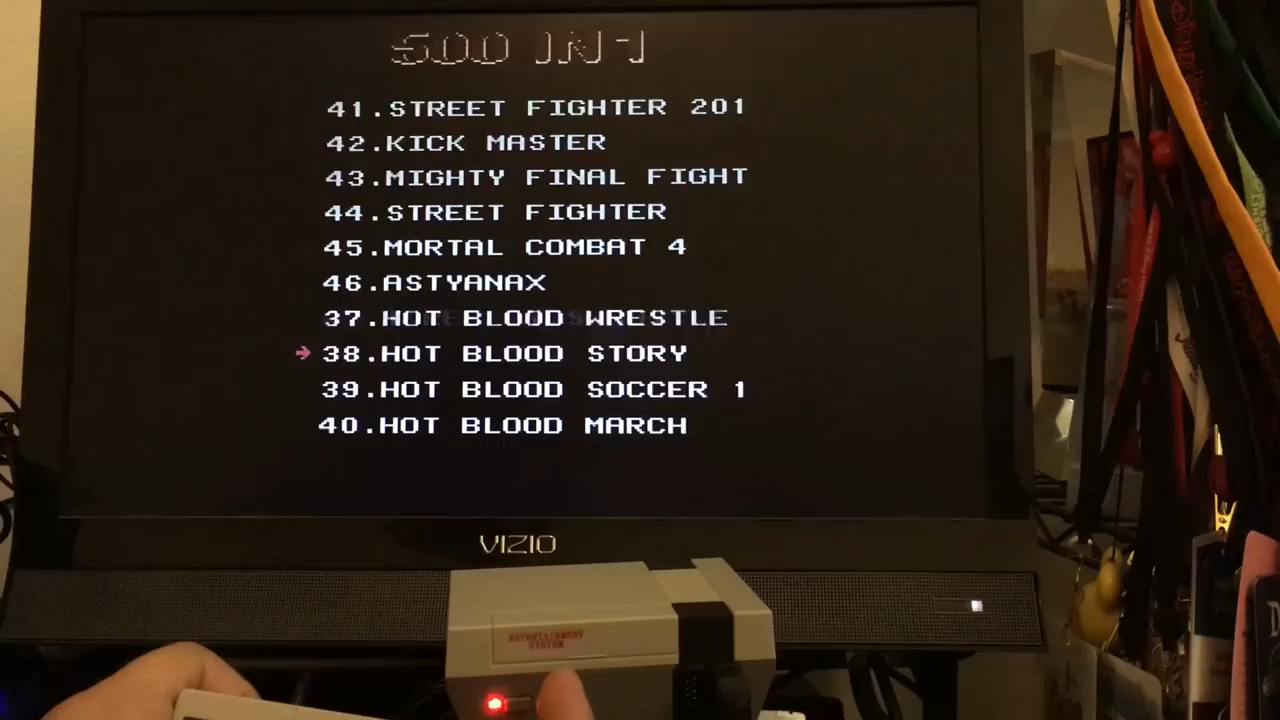 500 IN 1
41.STREET FIGHTER 201
42.KICK MASTER
43.MIGHTY FINAL FIGHT
44.STREET FIGHTER
45.MORTAL COMBAT 4
46.ASTYANAX
37.HOT BLOOD WRESTLE
38.HOT BLOOD STORY
39.HOT BLOOD SOCCER 1
40.HOT BLOOD MARCH
VIZIO
ENTERTAINMENT
SYSTEM